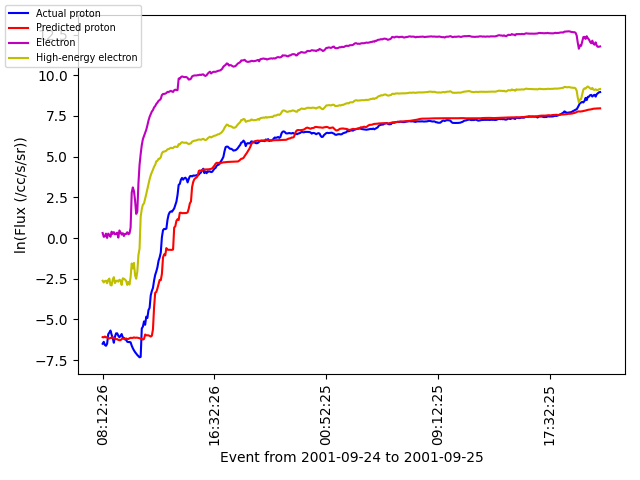 Actual proton
Predicted proton
Electron
High-energy electron
12.5
10.0
7.5
5.0
2.5
0.0
−2.5
−5.0
−7.5
ln(Flux (/cc/s/sr))
08:12:26
16:32:26
00:52:25
09:12:25
17:32:25
Event from 2001-09-24 to 2001-09-25